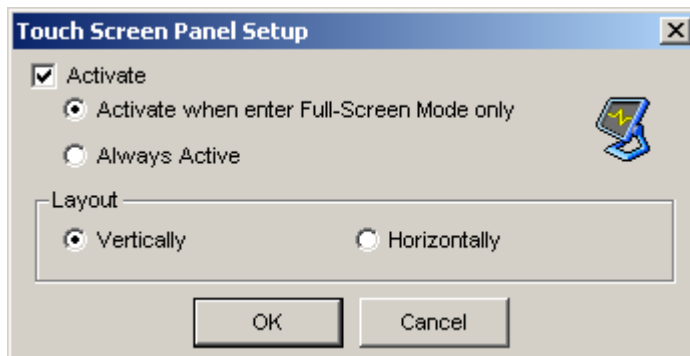 Touch Screen Panel Setup
Activate
Activate when enter Full-Screen Mode only
Always Active
Layout
Vertically Horizontally
OK Cancel